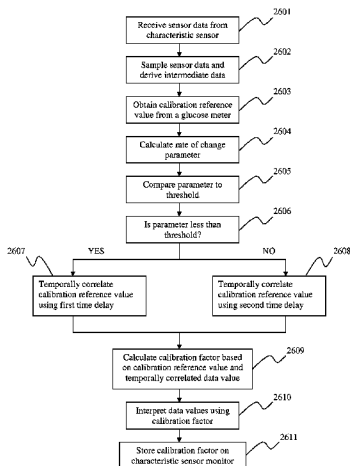 2601
Receive sensor data from
characteristic sensor
2602
Sample sensor data and
derive intermediate data
2603
Obtain calibration reference
value from a glucose meter
2604
Calculate rate of change
parameter
2605
Compare parameter to
threshold
2606
Is parameter less than
threshold?
2607
YES
NO
2608
Temporally correlate
calibration reference value
using first time delay
Temporally correlate
calibration reference value
using second time delay
2609
Calculate calibration factor based
on calibration reference value and
temporally correlated data value
2610
Interpret data values using
calibration factor
2611
Store calibration factor on
characteristic sensor monitor